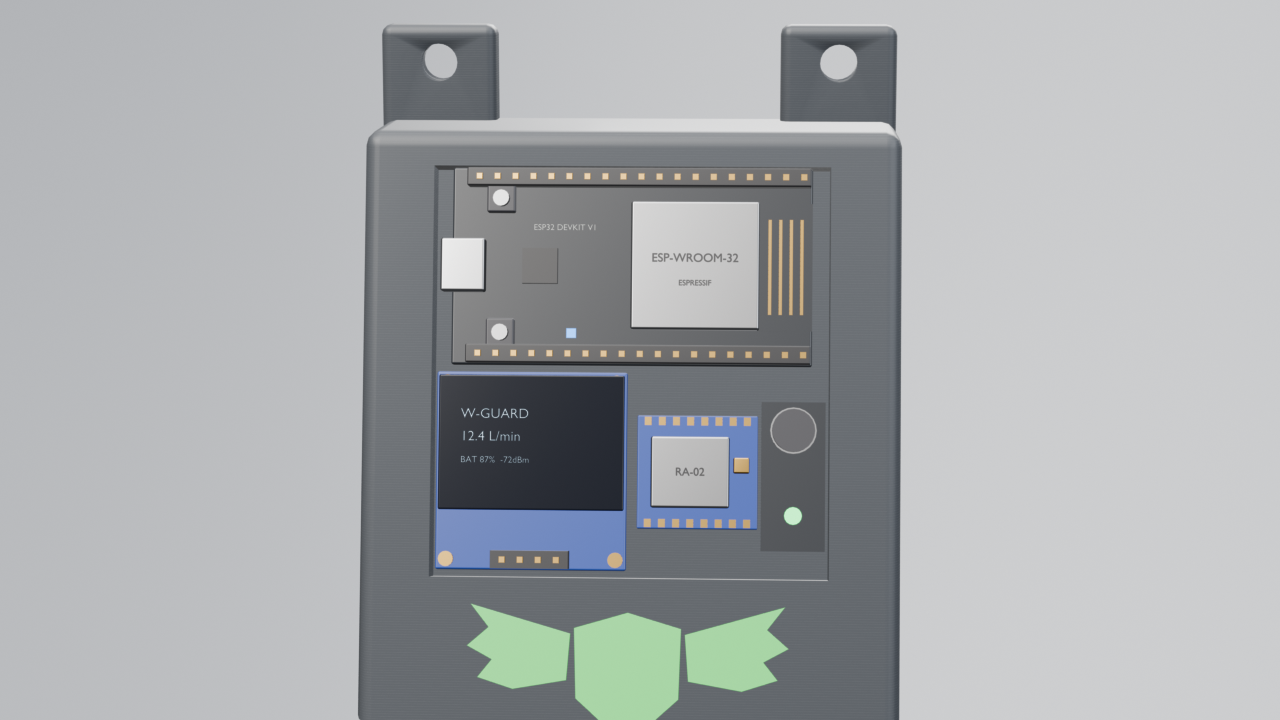 ESP32 DEVKIT V1
ESP-WROOM-32
ESPRESSIF
W-GUARD
12.4 L/min
BAT 87% -72dBm
RA-02